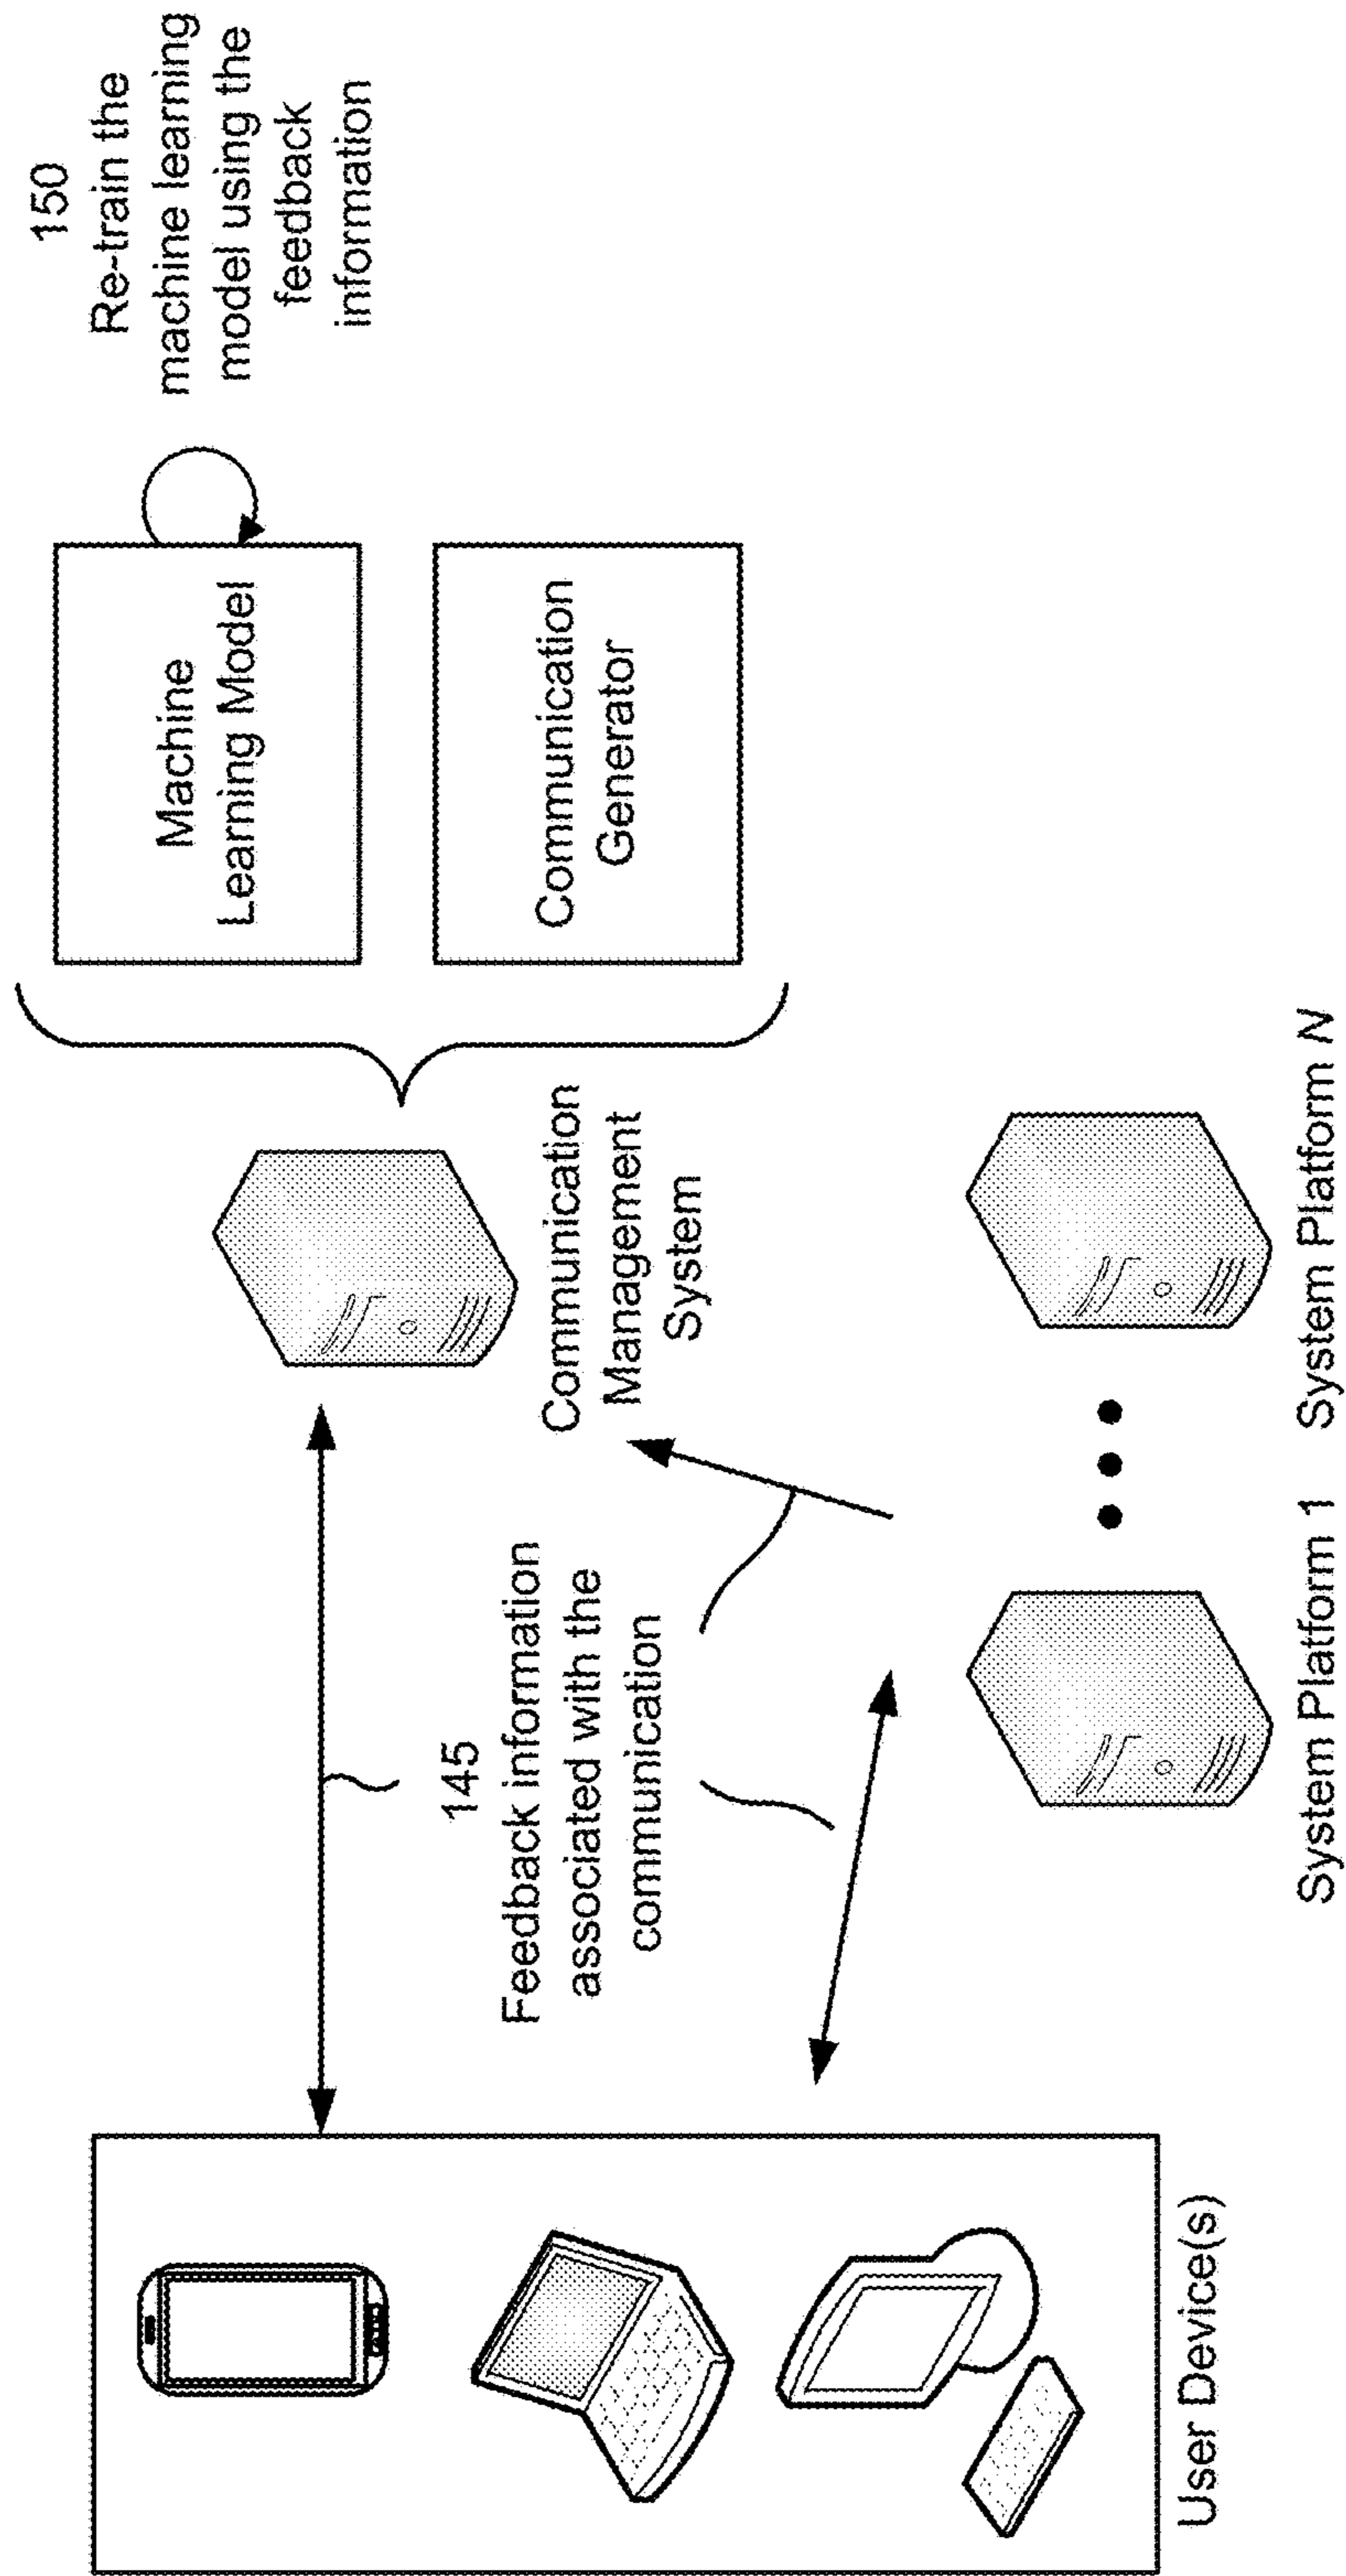 150
Re-train the
machine learning
model using the
feedback
information
Machine
Learning Model
Communication
Generator
Communication
Management
System
145
Feedback information
associated with the
communication
System Platform 1
System Platform N
User Device(s)